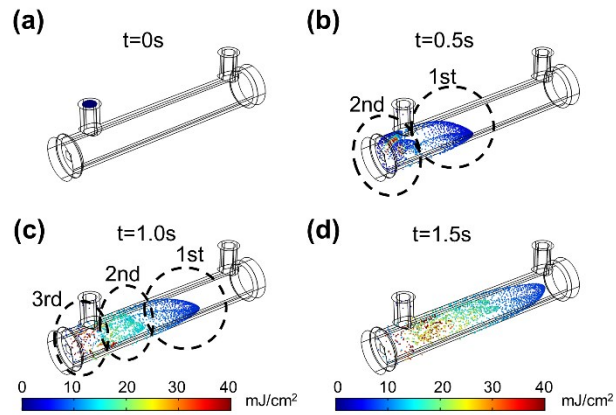 (a)
t=0s
(b)
t=0.5s
1st
2nd
(c)
t=1.0s
1st
2nd
3rd
(d)
t=1.5s
0 10 20 30 40 mJ/cm²
0 10 20 30 40 mJ/cm²